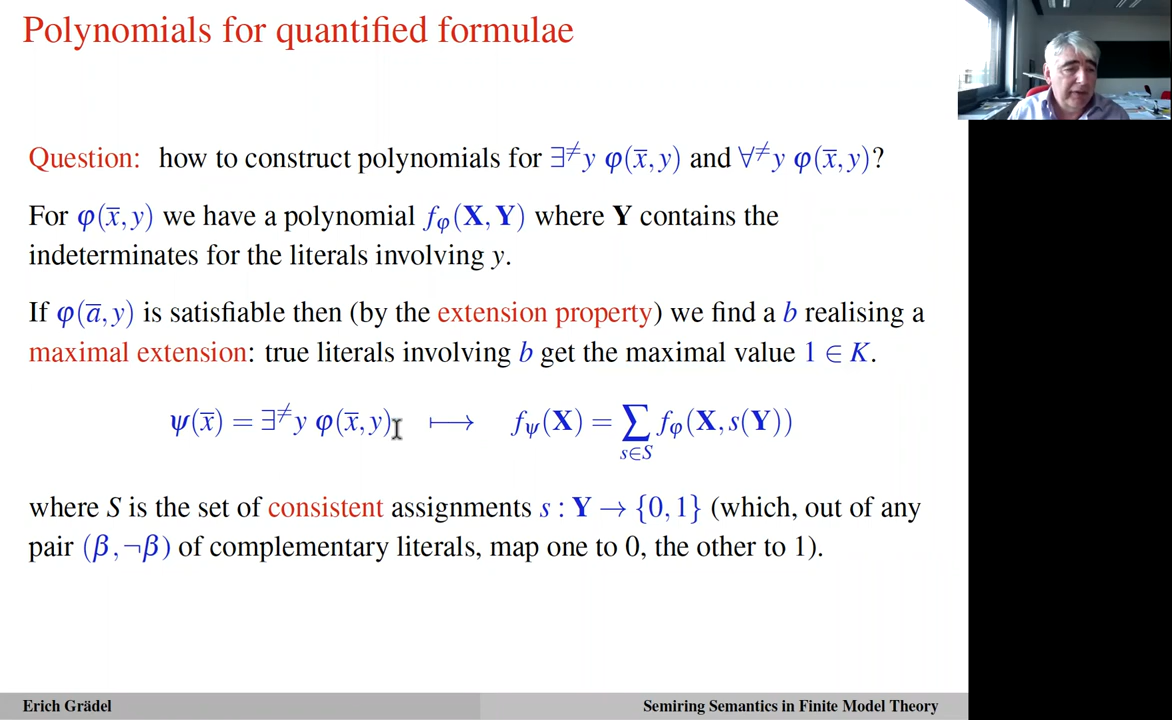 Polynomials for quantified formulae
Question: how to construct polynomials for ∃≠y φ(x̄,y) and ∀≠y φ(x̄,y)?
For φ(x̄,y) we have a polynomial fφ(X,Y) where Y contains the
indeterminates for the literals involving y.
If φ(ā,y) is satisfiable then (by the extension property) we find a b realising a
maximal extension: true literals involving b get the maximal value 1 ∈ K.
ψ(x̄) = ∃≠y φ(x̄,y) ⟼ fψ(X) = ∑s∈S fφ(X,s(Y))
where S is the set of consistent assignments s : Y → {0,1} (which, out of any
pair (β,¬β) of complementary literals, map one to 0, the other to 1).
Erich Grädel
Semiring Semantics in Finite Model Theory